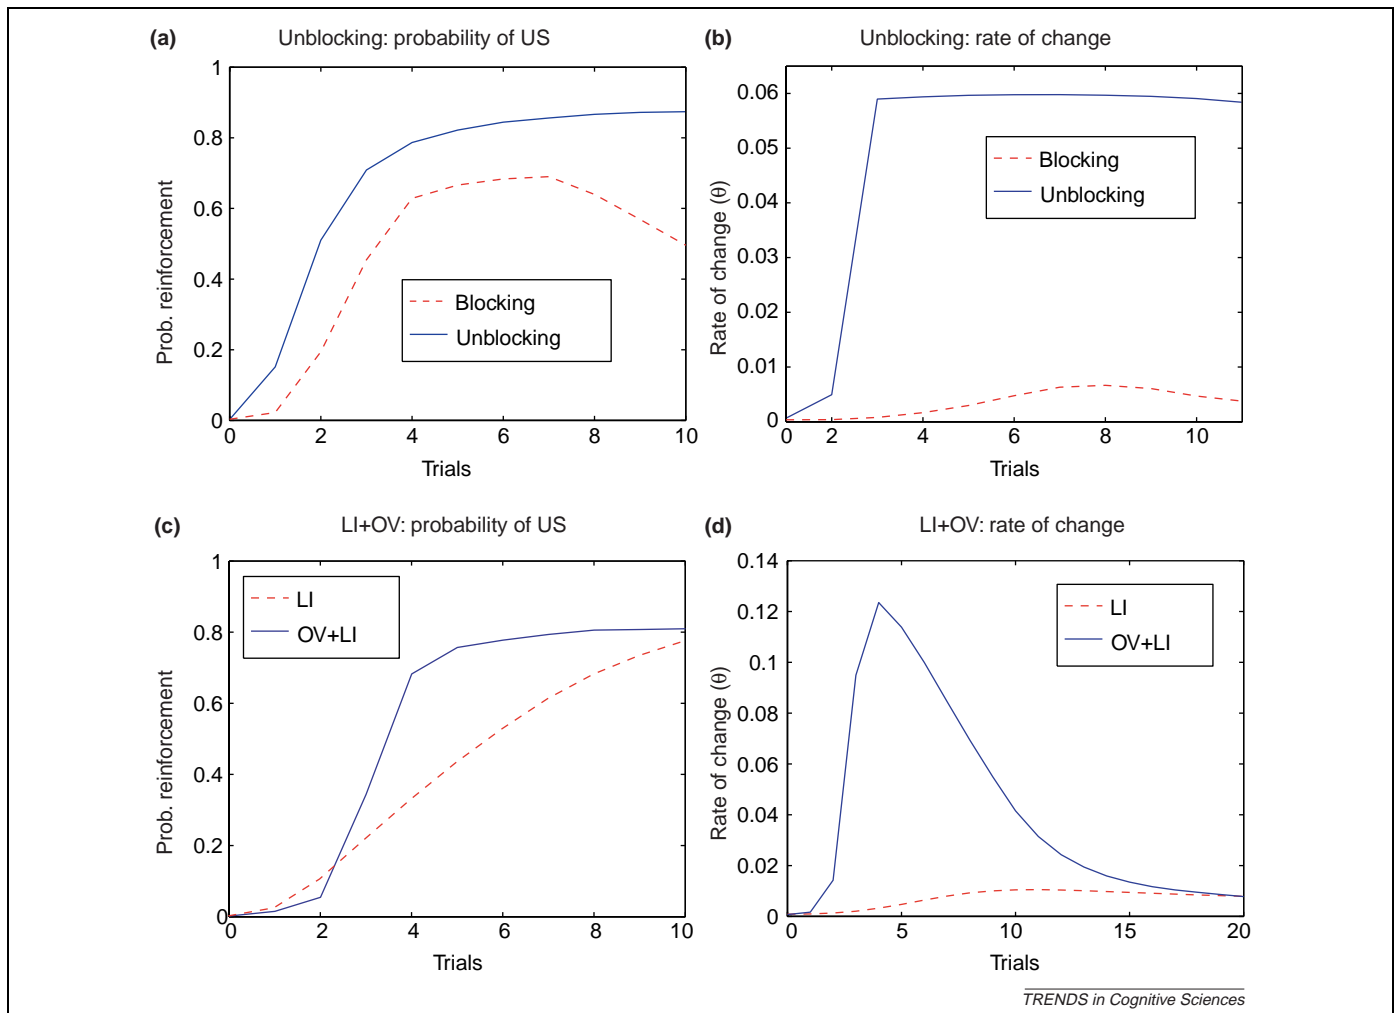 (a)
Unblocking: probability of US
1
0.8
0.6
0.4
0.2
0
Prob. reinforcement
Blocking
Unblocking
0
2
4
6
8
10
Trials
(b)
Unblocking: rate of change
0.06
0.05
0.04
0.03
0.02
0.01
0
Rate of change (θ)
Blocking
Unblocking
0
2
4
6
8
10
Trials
(c)
LI+OV: probability of US
1
0.8
0.6
0.4
0.2
0
Prob. reinforcement
LI
OV+LI
0
2
4
6
8
10
Trials
(d)
LI+OV: rate of change
0.14
0.12
0.1
0.08
0.06
0.04
0.02
0
Rate of change (θ)
LI
OV+LI
0
5
10
15
20
Trials
TRENDS in Cognitive Sciences